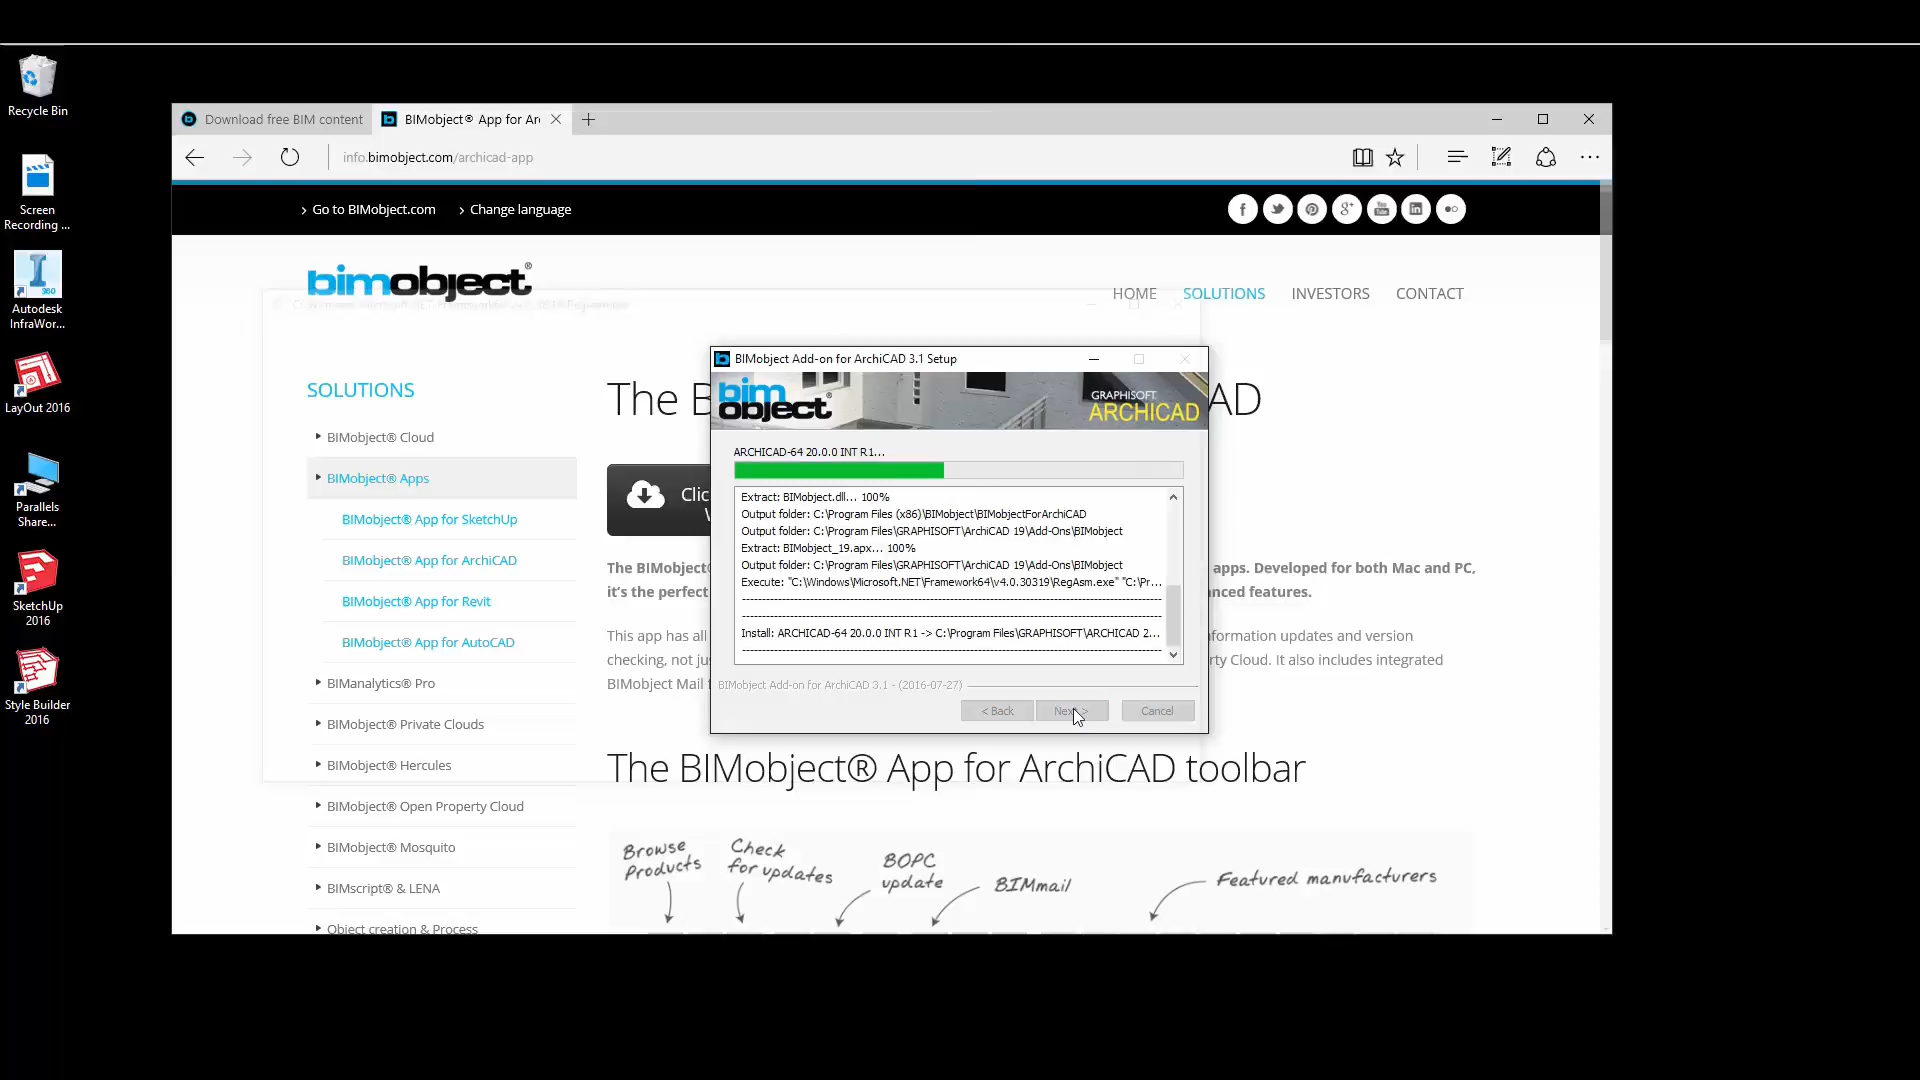 Recycle Bin
Screen
Recording ...
360
Autodesk
InfraWor...
LayOut 2016
Parallels
Share...
SketchUp
2016
Style Builder
2016
Download free BIM content
BIMobject® App for Ar
info.bimobject.com/archicad-app
Go to BIMobject.com
Change language
bimobject®
HOME
SOLUTIONS
INVESTORS
CONTACT
SOLUTIONS
BIMobject® Cloud
BIMobject® Apps
BIMobject® App for SketchUp
BIMobject® App for ArchiCAD
BIMobject® App for Revit
BIMobject® App for AutoCAD
BIManalytics® Pro
BIMobject® Private Clouds
BIMobject® Hercules
BIMobject® Open Property Cloud
BIMobject® Mosquito
BIMscript® & LENA
Object creation & Process
The B
AD
Clic
The BIMobject®
apps. Developed for both Mac and PC,
it's the perfect
nced features.
This app has all
nformation updates and version
checking, not jus
rty Cloud. It also includes integrated
BIMobject Mail f
BIMobject Add-on for ArchiCAD 3.1 Setup
bim
object®
GRAPHISOFT
ARCHICAD
ARCHICAD-64 20.0.0 INT R1...
Extract: BIMobject.dll... 100%
Output folder: C:\Program Files (x86)\BIMobject\BIMobjectForArchiCAD
Output folder: C:\Program Files\GRAPHISOFT\ArchiCAD 19\Add-Ons\BIMobject
Extract: BIMobject_19.apx... 100%
Output folder: C:\Program Files\GRAPHISOFT\ArchiCAD 19\Add-Ons\BIMobject
Execute: "C:\Windows\Microsoft.NET\Framework64\v4.0.30319\RegAsm.exe" "C:\Pr...
Install: ARCHICAD-64 20.0.0 INT R1 -> C:\Program Files\GRAPHISOFT\ARCHICAD 2...
BIMobject Add-on for ArchiCAD 3.1 - (2016-07-27)
< Back
Next >
Cancel
The BIMobject® App for ArchiCAD toolbar
Browse
Products
Check
for updates
BOPC
update
BIMmail
Featured manufacturers